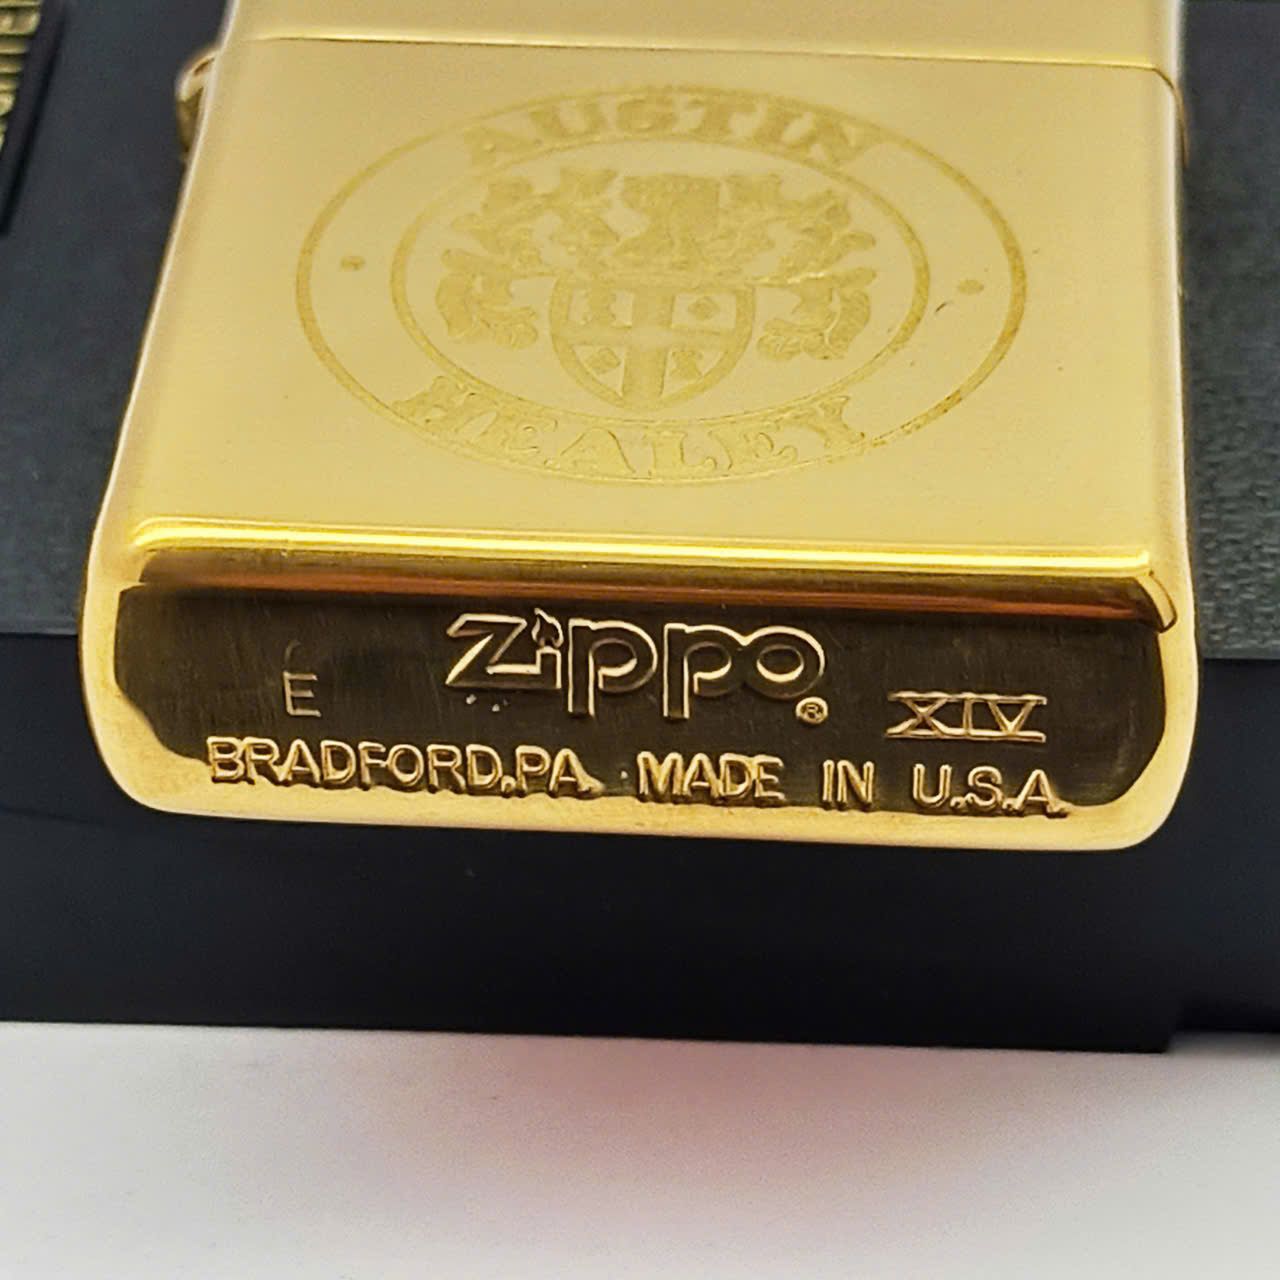 AUSTIN
HEALEY
Zippo®
E
XIV
BRADFORD,PA. MADE IN U.S.A.